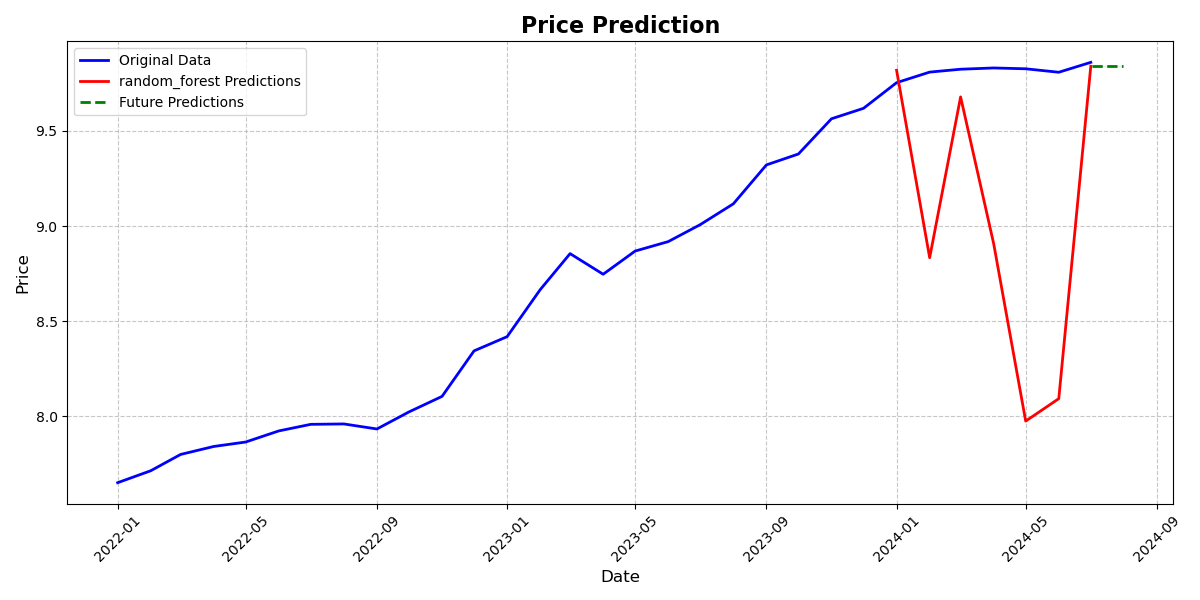 Price Prediction
Original Data
random_forest Predictions
Future Predictions
Price
9.5
9.0
8.5
8.0
2022-01
2022-05
2022-09
2023-01
2023-05
2023-09
2024-01
2024-05
2024-09
Date